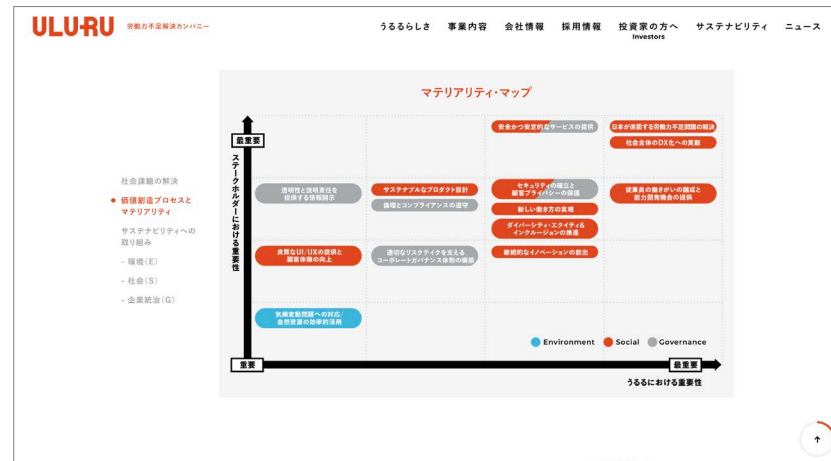 ULURU 労働力不足解決カンパニー
うるるらしさ 事業内容 会社情報 採用情報 投資家の方へ サステナビリティ ニュース
Investors
社会課題の解決
価値創造プロセスと
マテリアリティ
サステナビリティへの
取り組み
- 環境(E)
- 社会(S)
- 企業統治(G)
マテリアリティ・マップ
最重要
ステークホルダーにおける重要性
安全かつ安定的なサービスの提供
日本が直面する労働力不足問題の解決
社会全体のDX化への貢献
透明性と説明責任を
担保する情報開示
サステナブルなプロダクト設計
倫理とコンプライアンスの遵守
セキュリティの確立と
顧客プライバシーの保護
新しい働き方の実現
ダイバーシティ・エクイティ&
インクルージョンの推進
従業員の働きがいの醸成と
能力開発機会の提供
良質なUI/UXの提供と
顧客体験の向上
適切なリスクテイクを支える
コーポレートガバナンス体制の構築
継続的なイノベーションの創出
気候変動問題への対応/
自然資源の効率的活用
Environment Social Governance
重要
最重要
うるるにおける重要性